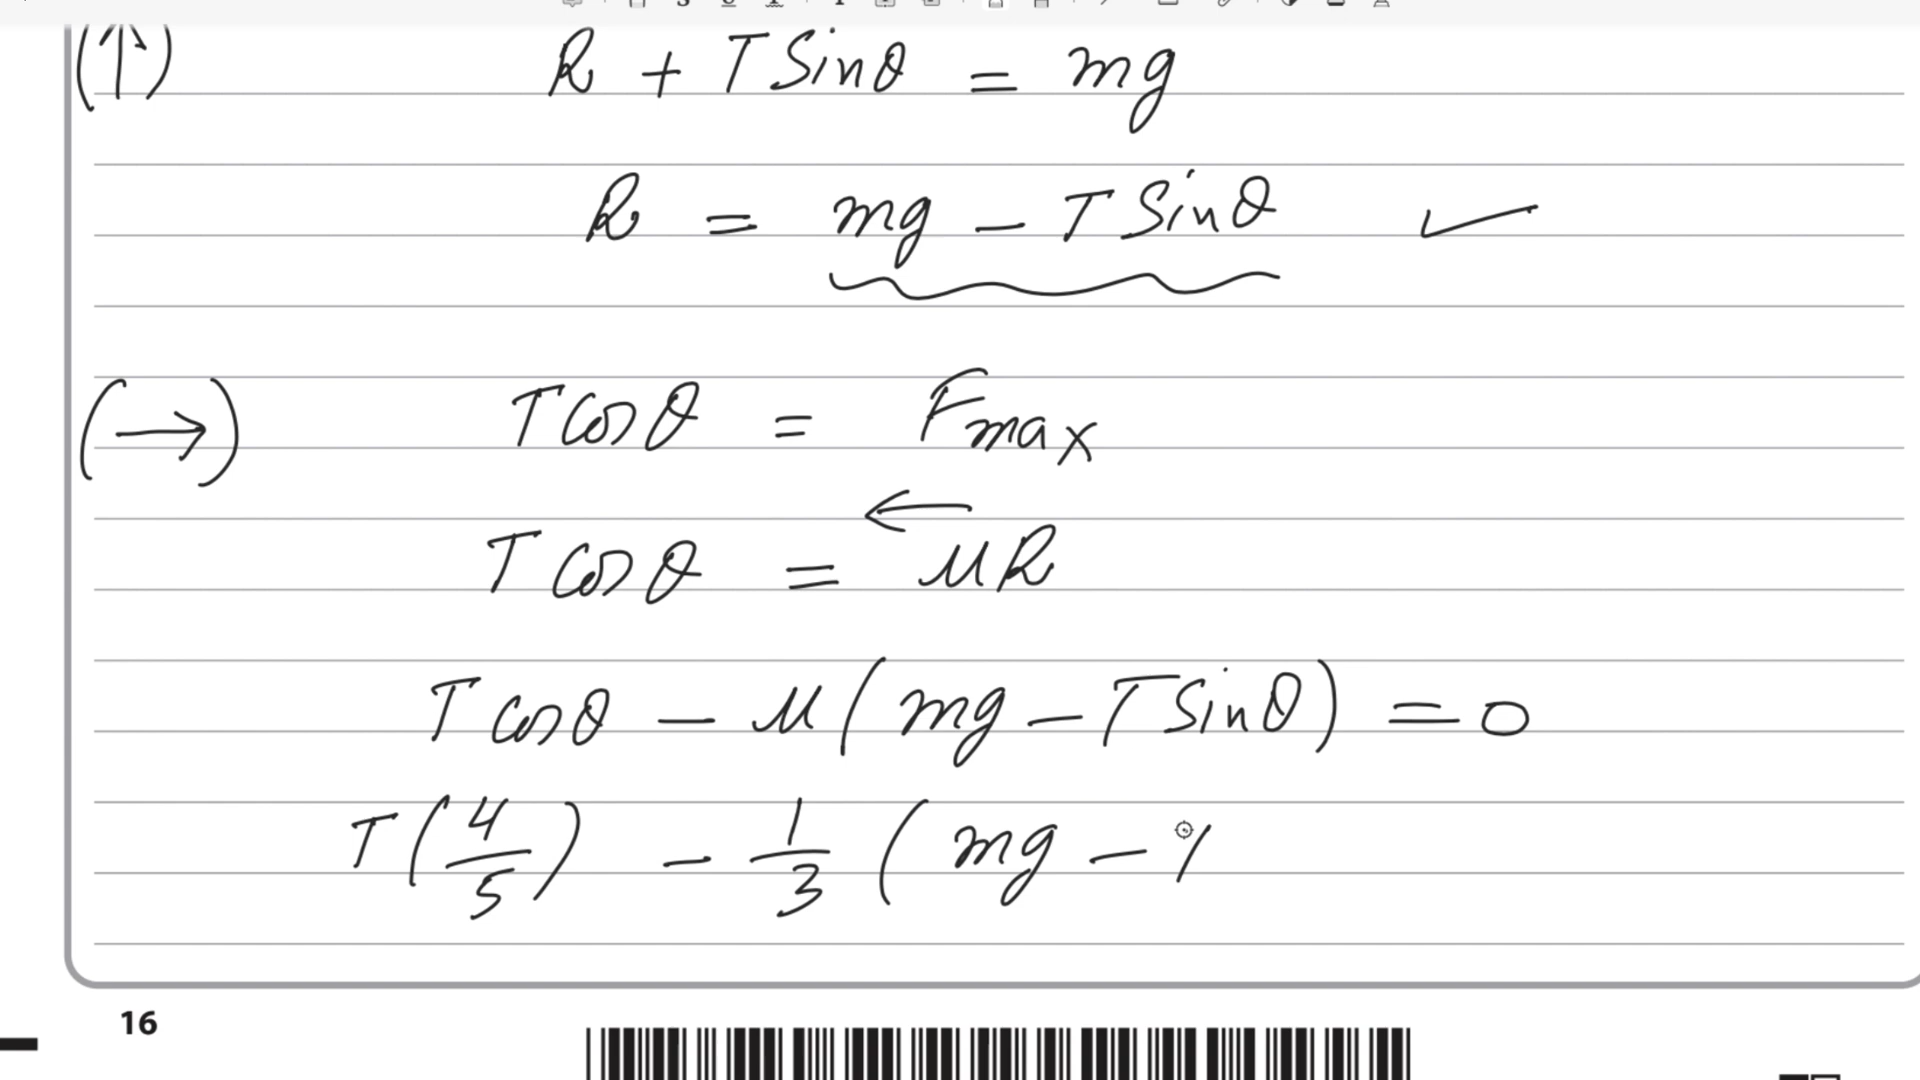 (↑) R + T Sinθ = mg
R = mg - T Sinθ ✓
(→) T Cosθ = Fmax
←
T Cosθ = μR
T Cosθ - μ(mg - T Sinθ) = 0
T(4/5) - 1/3 (mg -
16